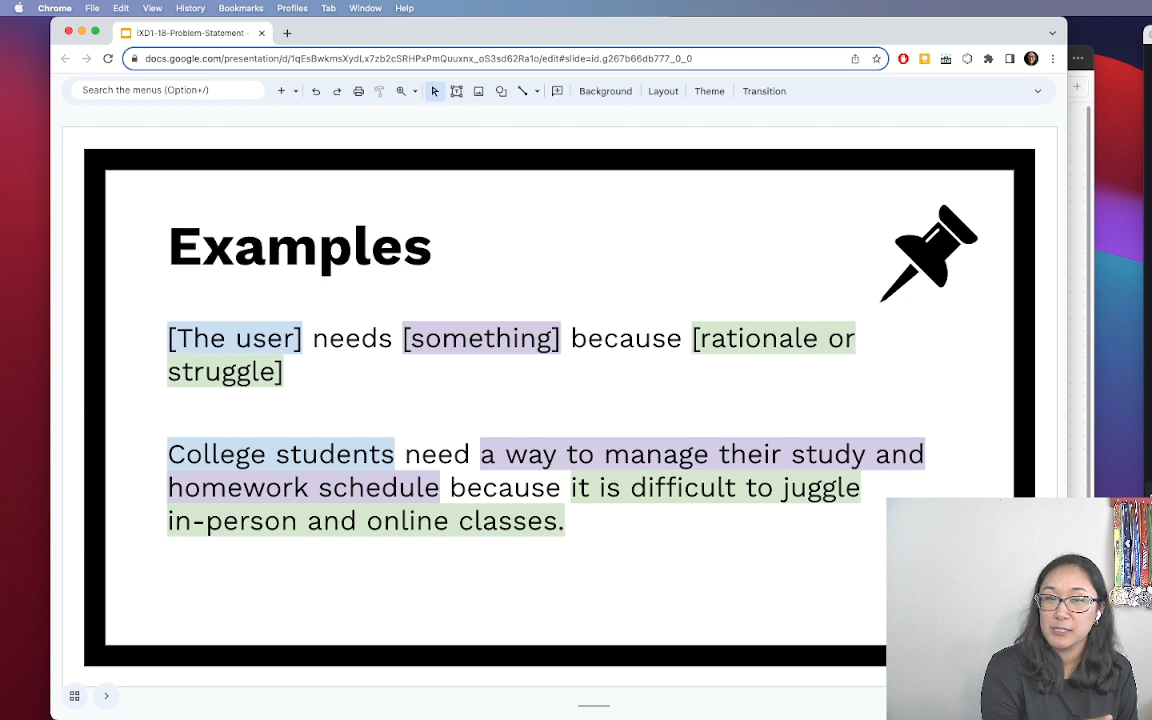 Chrome File Edit View History Bookmarks Profiles Tab Window Help
IXD1-18-Problem-Statement -
docs.google.com/presentation/d/1qEsBwkmsXydLx7zb2cSRHPxPmQuuxnx_oS3sd62Ra1o/edit#slide=id.g267b66db777_0_0
Search the menus (Option+/) Background Layout Theme Transition
Examples
[The user] needs [something] because [rationale or
struggle]
College students need a way to manage their study and
homework schedule because it is difficult to juggle
in-person and online classes.